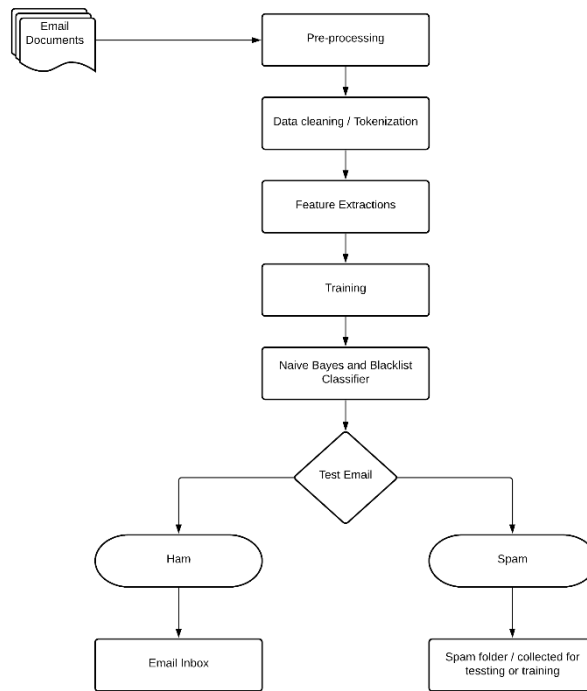 Email
Documents
Pre-processing
Data cleaning / Tokenization
Feature Extractions
Training
Naive Bayes and Blacklist
Classifier
Test Email
Ham
Spam
Email Inbox
Spam folder / collected for
tessting or training